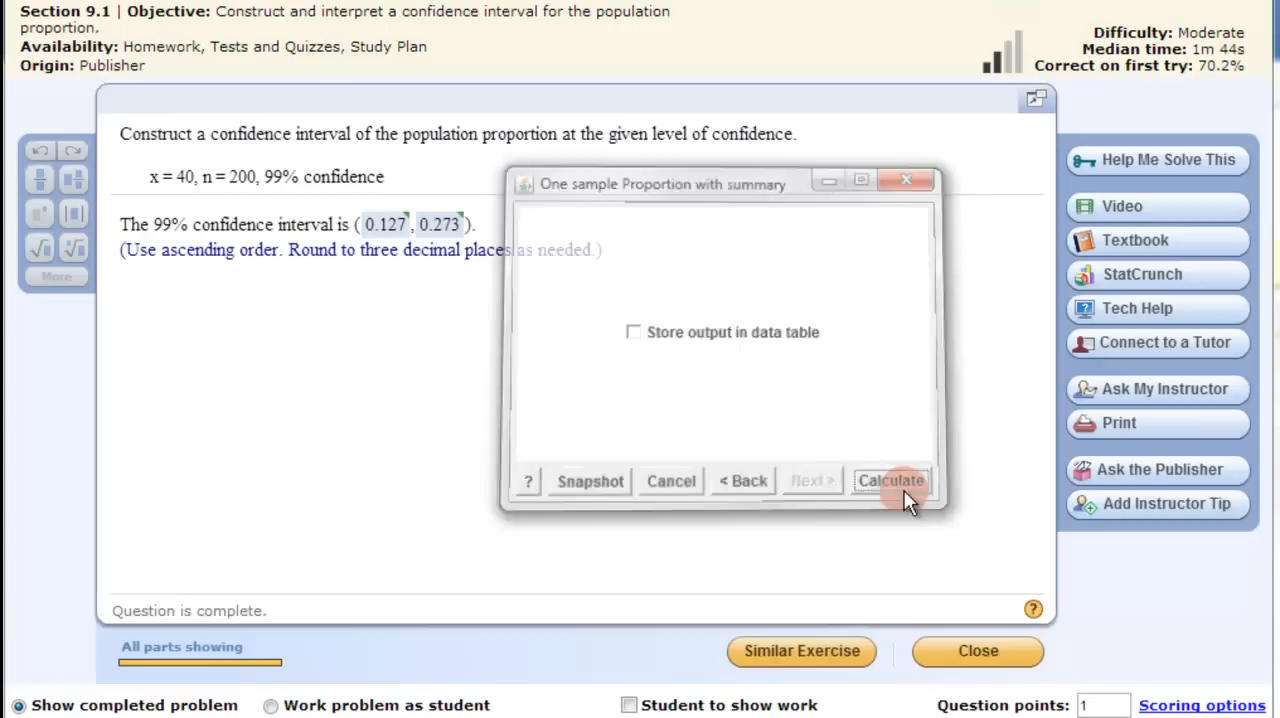 Section 9.1 | Objective: Construct and interpret a confidence interval for the population
proportion.
Availability: Homework, Tests and Quizzes, Study Plan
Origin: Publisher
Difficulty: Moderate
Median time: 1m 44s
Correct on first try: 70.2%
Construct a confidence interval of the population proportion at the given level of confidence.
x = 40, n = 200, 99% confidence
The 99% confidence interval is ( 0.127 , 0.273 ).
(Use ascending order. Round to three decimal places as needed.)
More
One sample Proportion with summary
Store output in data table
? Snapshot Cancel < Back Next > Calculate
Help Me Solve This
Video
Textbook
StatCrunch
Tech Help
Connect to a Tutor
Ask My Instructor
Print
Ask the Publisher
Add Instructor Tip
Question is complete.
?
All parts showing
Similar Exercise
Close
Show completed problem
Work problem as student
Student to show work
Question points: 1
Scoring options